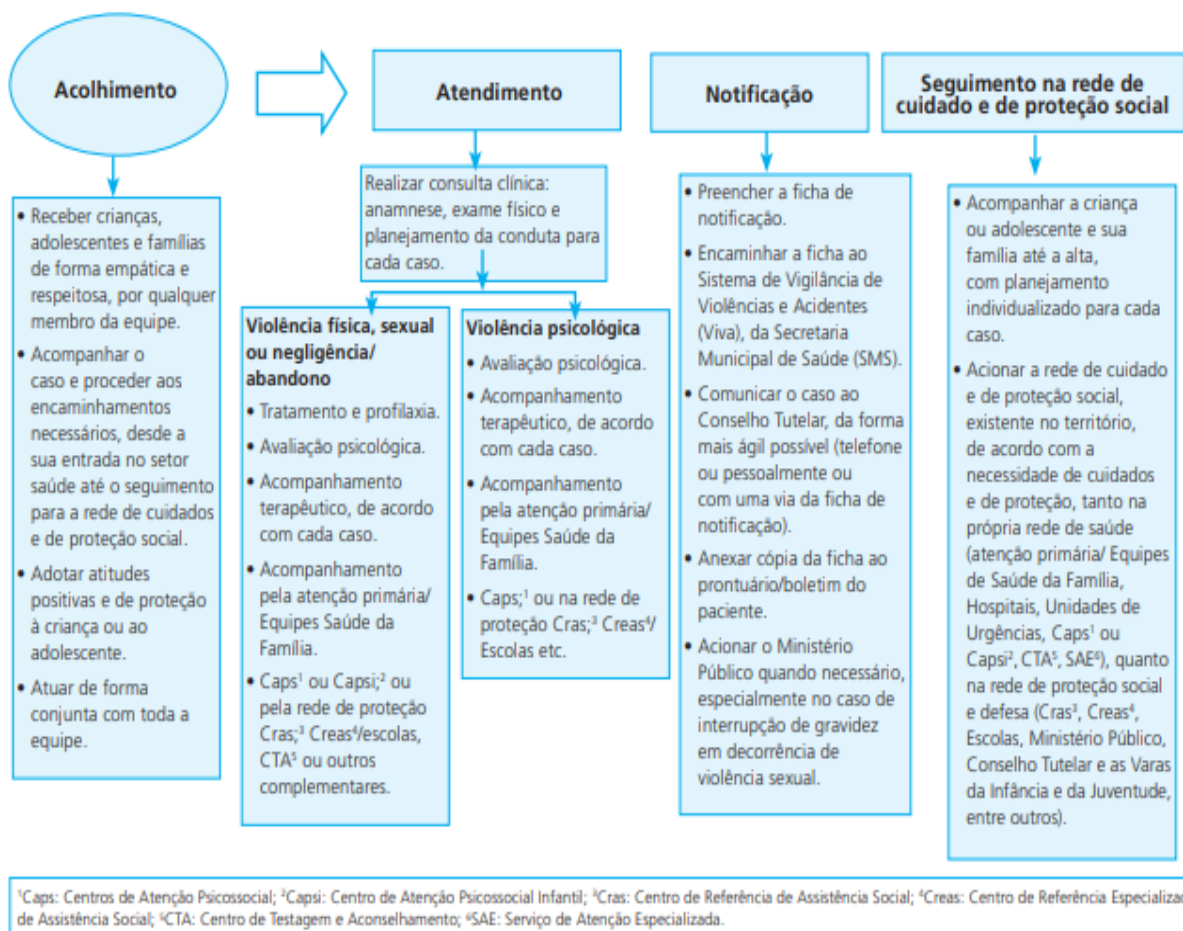 Acolhimento
Atendimento
Notificação
Seguimento na rede de
cuidado e de proteção social
• Receber crianças,
adolescentes e famílias
de forma empática e
respeitosa, por qualquer
membro da equipe.
• Acompanhar o
caso e proceder aos
encaminhamentos
necessários, desde a
sua entrada no setor
saúde até o seguimento
para a rede de cuidados
e de proteção social.
• Adotar atitudes
positivas e de proteção
à criança ou ao
adolescente.
• Atuar de forma
conjunta com toda a
equipe.
Realizar consulta clínica:
anamnese, exame físico e
planejamento da conduta para
cada caso.
Violência física, sexual
ou negligência/
abandono
• Tratamento e profilaxia.
• Avaliação psicológica.
• Acompanhamento
terapêutico, de acordo
com cada caso.
• Acompanhamento
pela atenção primária/
Equipes Saúde da
Família.
• Caps¹ ou Capsi;² ou
pela rede de proteção
Cras;³ Creas⁴/escolas,
CTA⁵ ou outros
complementares.
Violência psicológica
• Avaliação psicológica.
• Acompanhamento
terapêutico, de acordo
com cada caso.
• Acompanhamento
pela atenção primária/
Equipes Saúde da
Família.
• Caps;¹ ou na rede de
proteção Cras;³ Creas⁴/
Escolas etc.
• Preencher a ficha de
notificação.
• Encaminhar a ficha ao
Sistema de Vigilância de
Violências e Acidentes
(Viva), da Secretaria
Municipal de Saúde (SMS).
• Comunicar o caso ao
Conselho Tutelar, da forma
mais ágil possível (telefone
ou pessoalmente ou
com uma via da ficha de
notificação).
• Anexar cópia da ficha ao
prontuário/boletim do
paciente.
• Acionar o Ministério
Público quando necessário,
especialmente no caso de
interrupção de gravidez
em decorrência de
violência sexual.
• Acompanhar a criança
ou adolescente e sua
família até a alta,
com planejamento
individualizado para cada
caso.
• Acionar a rede de cuidado
e de proteção social,
existente no território,
de acordo com a
necessidade de cuidados
e de proteção, tanto na
própria rede de saúde
(atenção primária/ Equipes
de Saúde da Família,
Hospitais, Unidades de
Urgências, Caps¹ ou
Capsi², CTA⁵, SAE⁶), quanto
na rede de proteção social
e defesa (Cras³, Creas⁴,
Escolas, Ministério Público,
Conselho Tutelar e as Varas
da Infância e da Juventude,
entre outros).
¹Caps: Centros de Atenção Psicossocial; ²Capsi: Centro de Atenção Psicossocial Infantil; ³Cras: Centro de Referência de Assistência Social; ⁴Creas: Centro de Referência
de Assistência Social; ⁵CTA: Centro de Testagem e Aconselhamento; ⁶SAE: Serviço de Atenção Especializada.